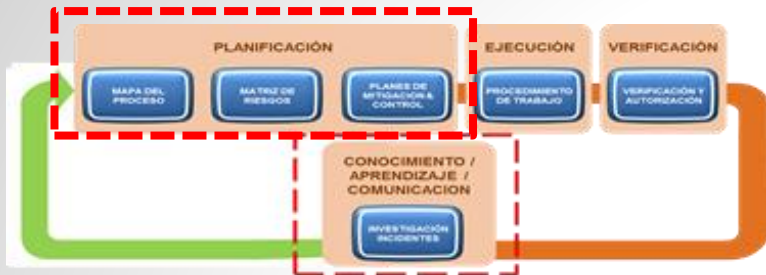 PLANIFICACIÓN
MAPA DEL
PROCESO
MATRIZ DE
RIESGOS
PLANES DE
MITIGACION &
CONTROL
EJECUCIÓN
PROCEDIMIENTO
DE TRABAJO
VERIFICACIÓN
VERIFICACIÓN Y
AUTORIZACIÓN
CONOCIMIENTO /
APRENDIZAJE /
COMUNICACION
INVESTIGACIÓN
INCIDENTES